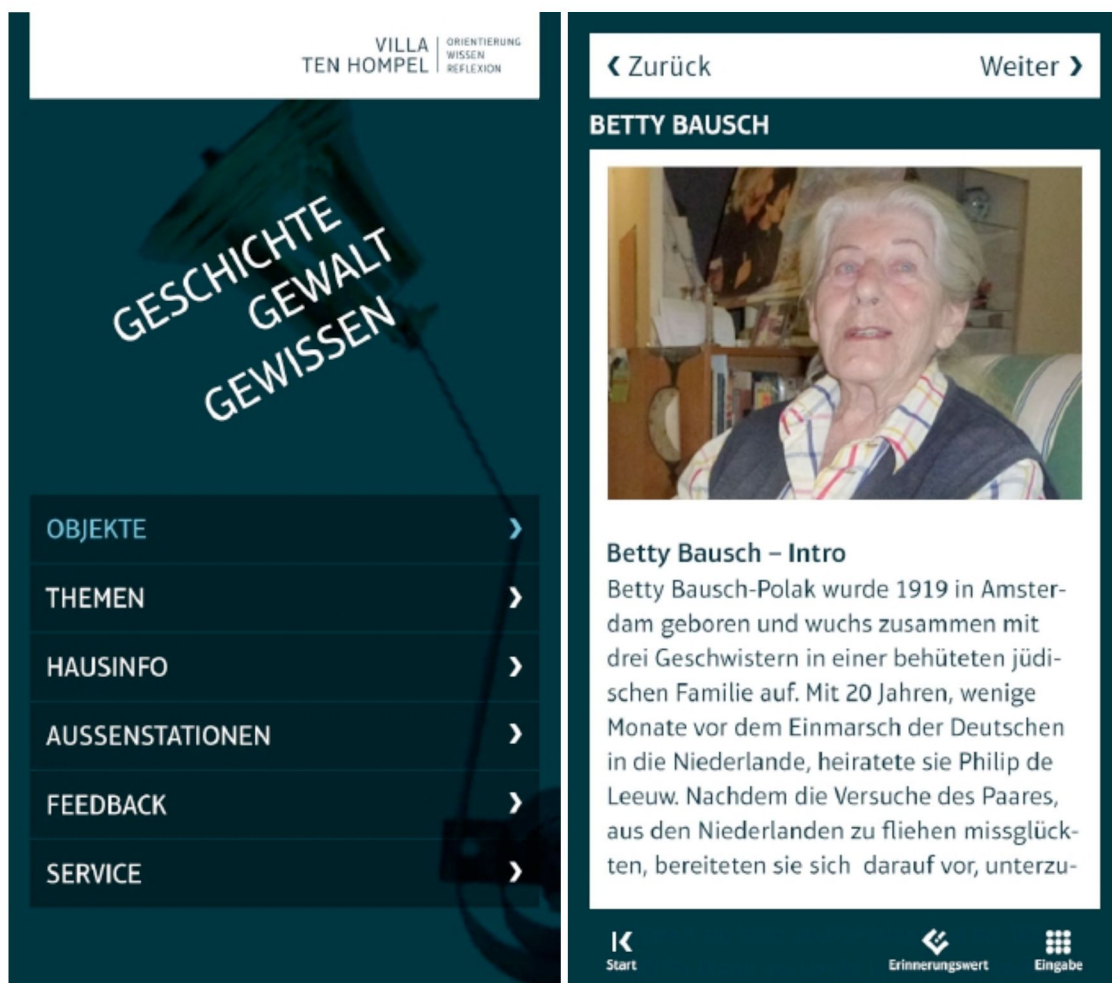 VILLA
TEN HOMPEL
ORIENTIERUNG
WISSEN
REFLEXION
GESCHICHTE
GEWALT
GEWISSEN
OBJEKTE
THEMEN
HAUSINFO
AUSSENSTATIONEN
FEEDBACK
SERVICE
Zurück
Weiter
BETTY BAUSCH
Betty Bausch – Intro
Betty Bausch-Polak wurde 1919 in Amster-
dam geboren und wuchs zusammen mit
drei Geschwistern in einer behüteten jüdi-
schen Familie auf. Mit 20 Jahren, wenige
Monate vor dem Einmarsch der Deutschen
in die Niederlande, heiratete sie Philip de
Leeuw. Nachdem die Versuche des Paares,
aus den Niederlanden zu fliehen missglück-
ten, bereiteten sie sich darauf vor, unterzu-
Start
Erinnerungswert
Eingabe